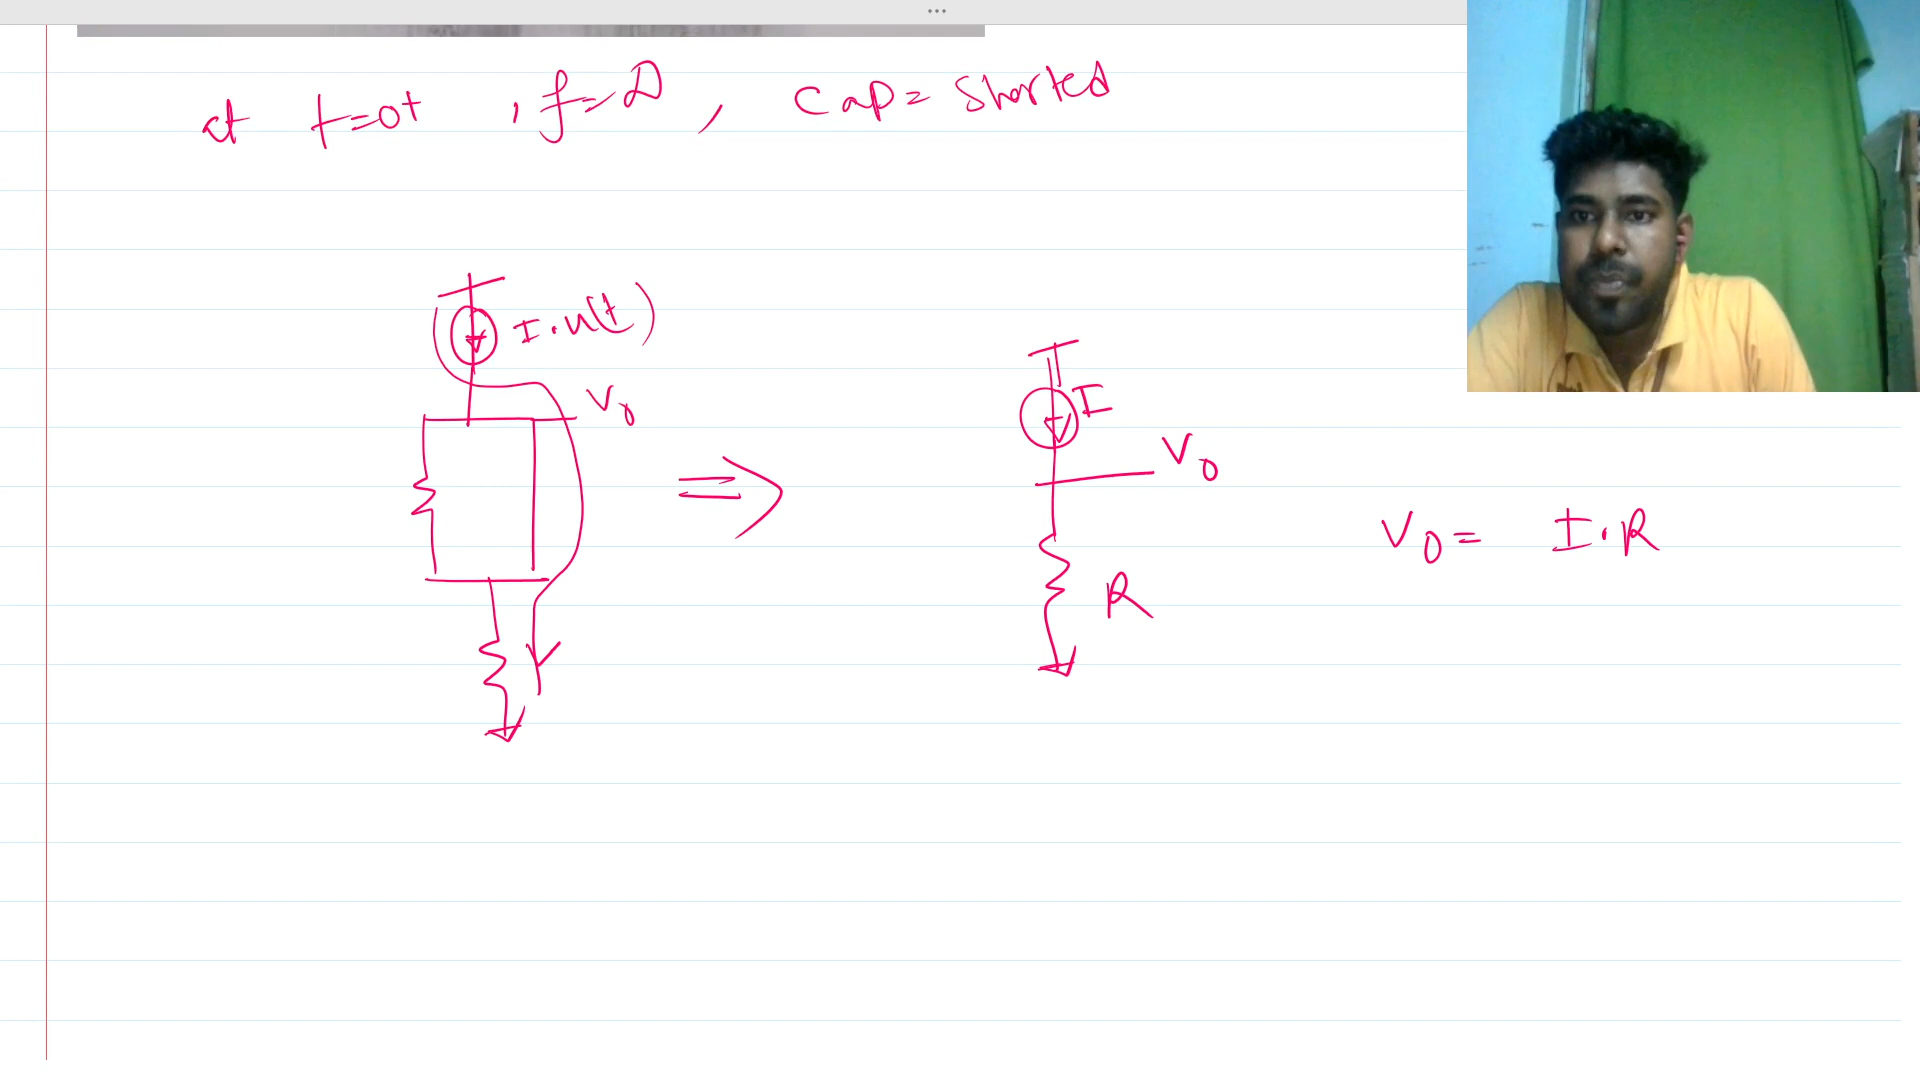 at t=0+, f=∞, Cap= Shorted
I.u(t)
V0
⇒
I
V0
R
V0= I.R